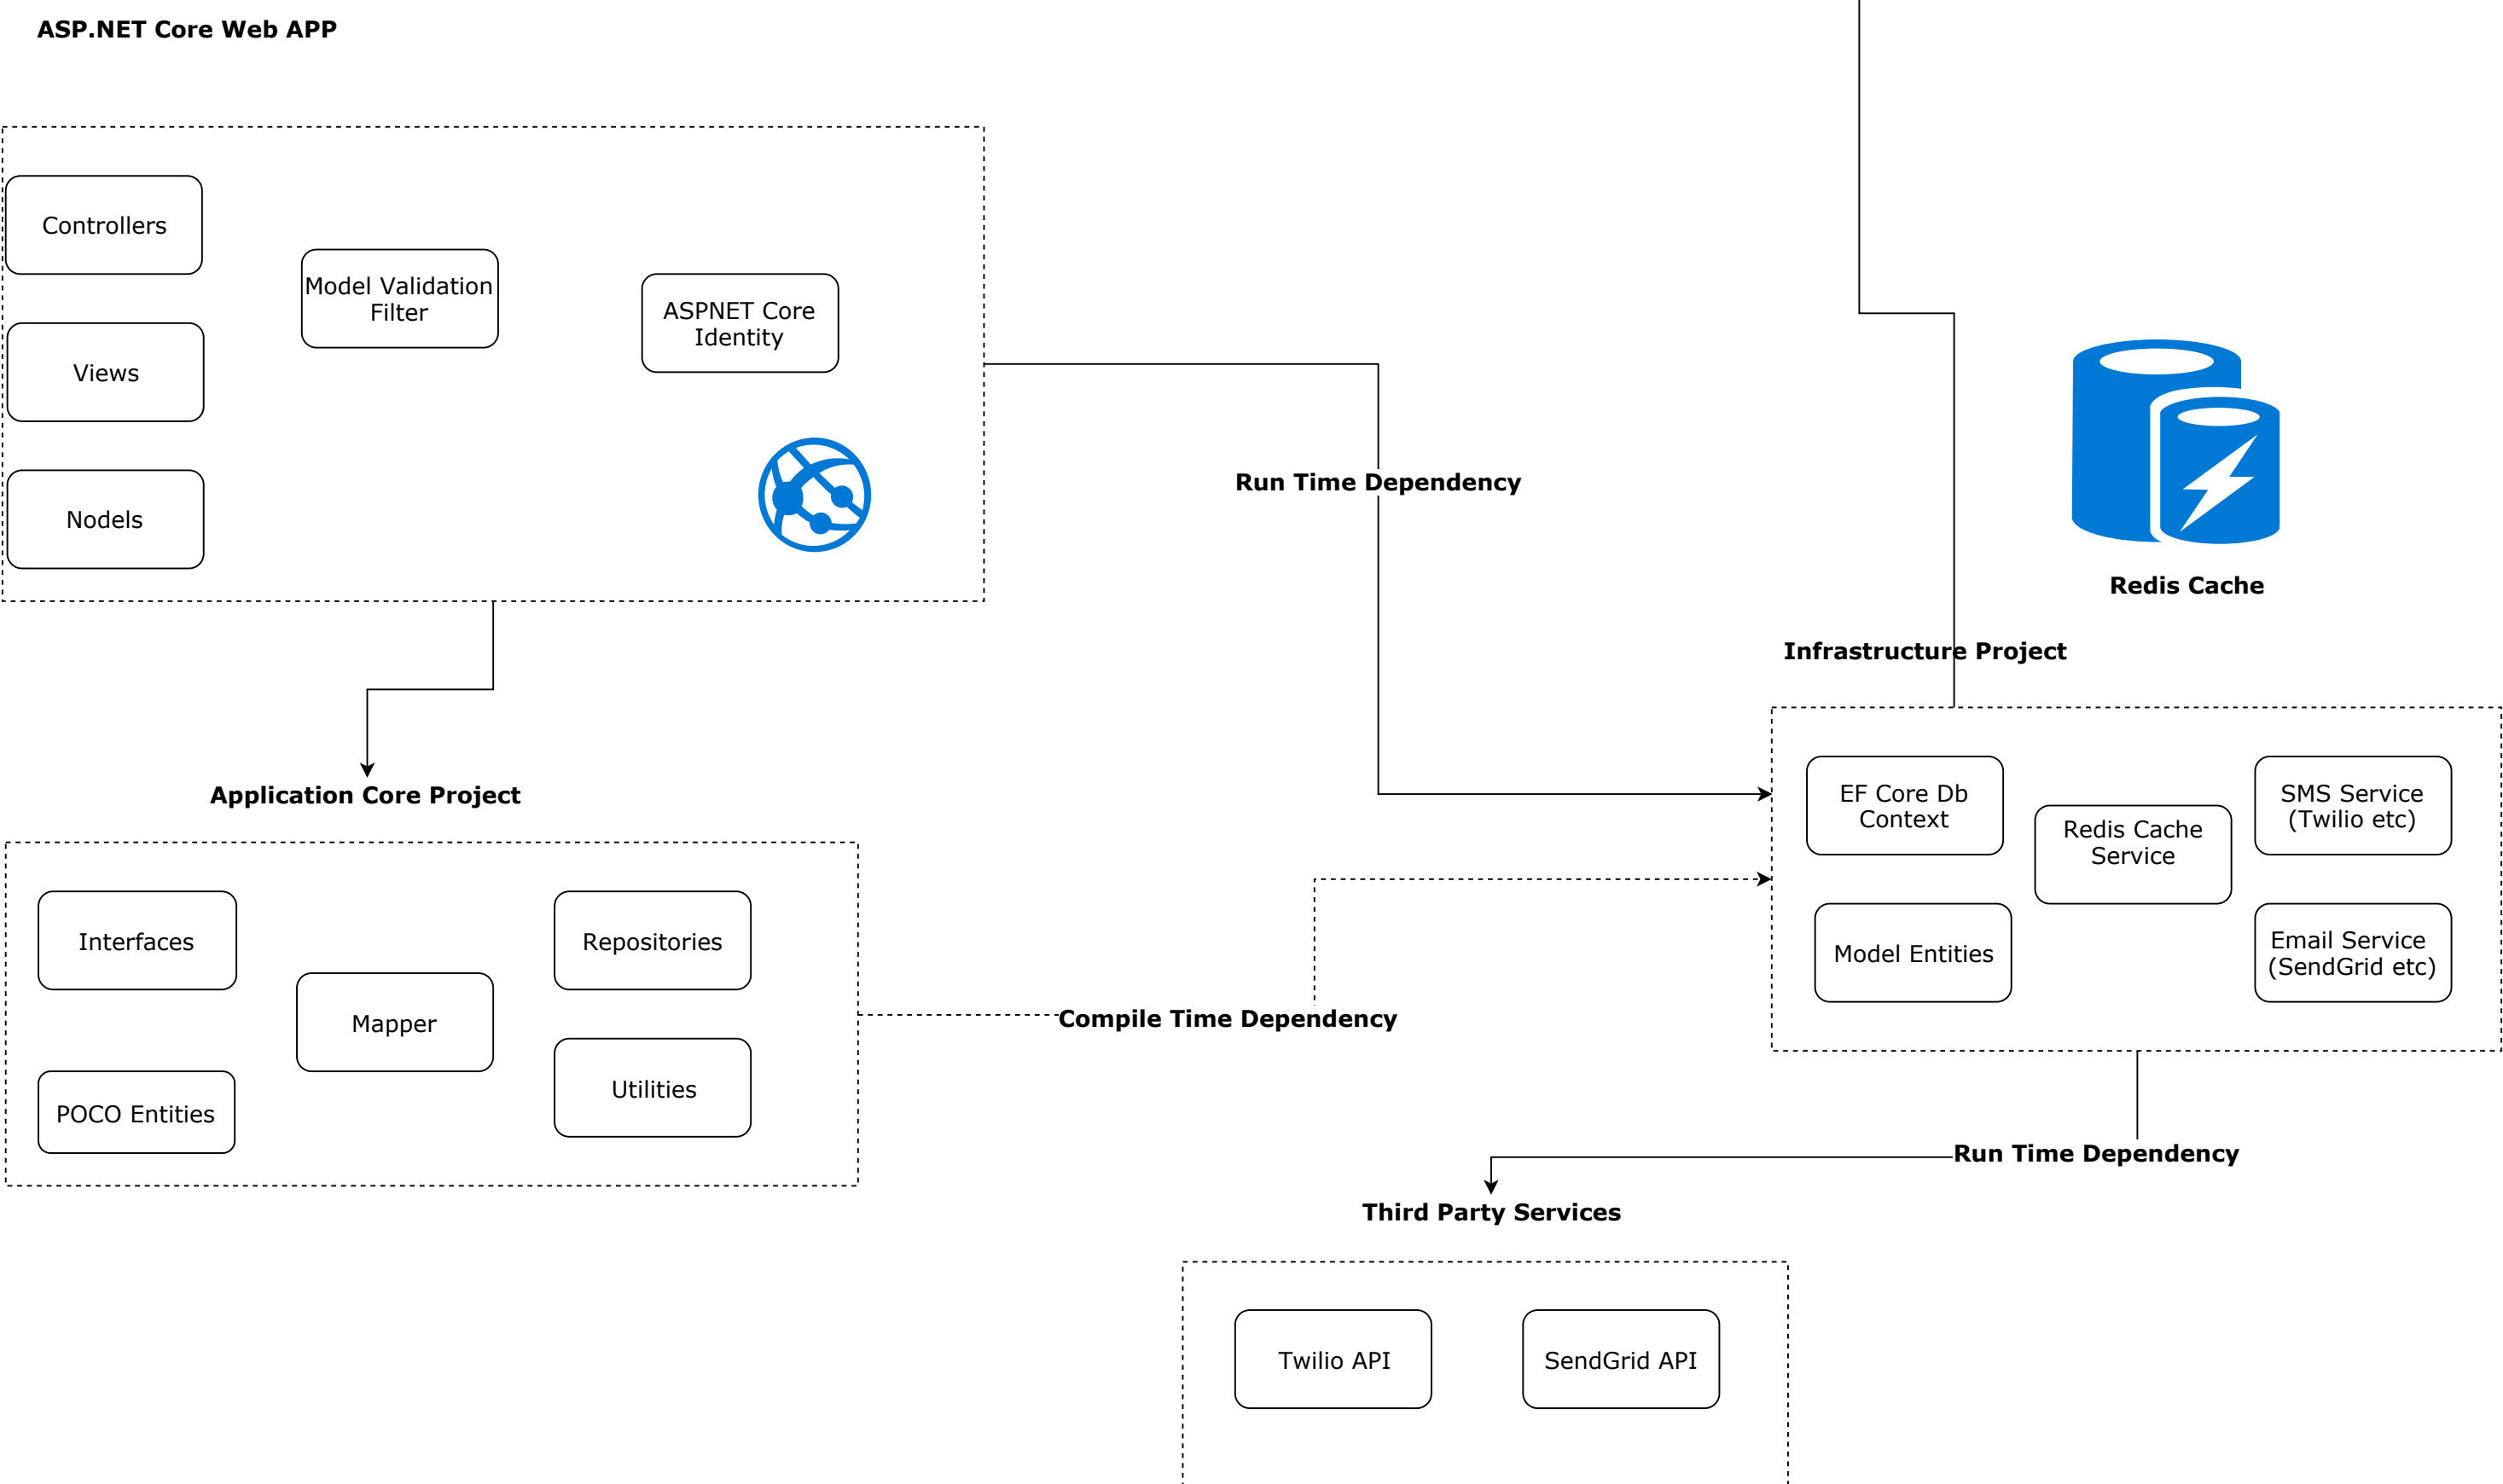 ASP.NET Core Web APP
Controllers
Model Validation
Filter
ASPNET Core
Identity
Views
Nodels
Run Time Dependency
Redis Cache
Infrastructure Project
Application Core Project
EF Core Db
Context
Redis Cache
Service
SMS Service
(Twilio etc)
Model Entities
Email Service
(SendGrid etc)
Interfaces
Repositories
Mapper
Utilities
POCO Entities
Compile Time Dependency
Run Time Dependency
Third Party Services
Twilio API
SendGrid API